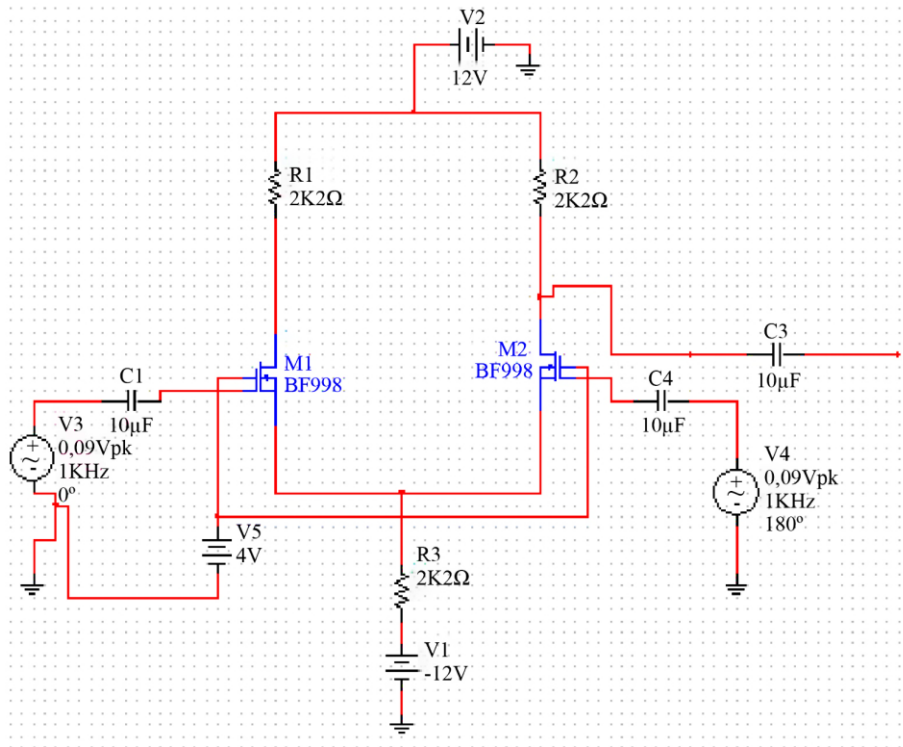 V2
12V
R1
2K2Ω
R2
2K2Ω
M1
BF998
M2
BF998
C3
10µF
C1
10µF
C4
10µF
V3
0,09Vpk
1KHz
0º
V4
0,09Vpk
1KHz
180º
V5
4V
R3
2K2Ω
V1
-12V